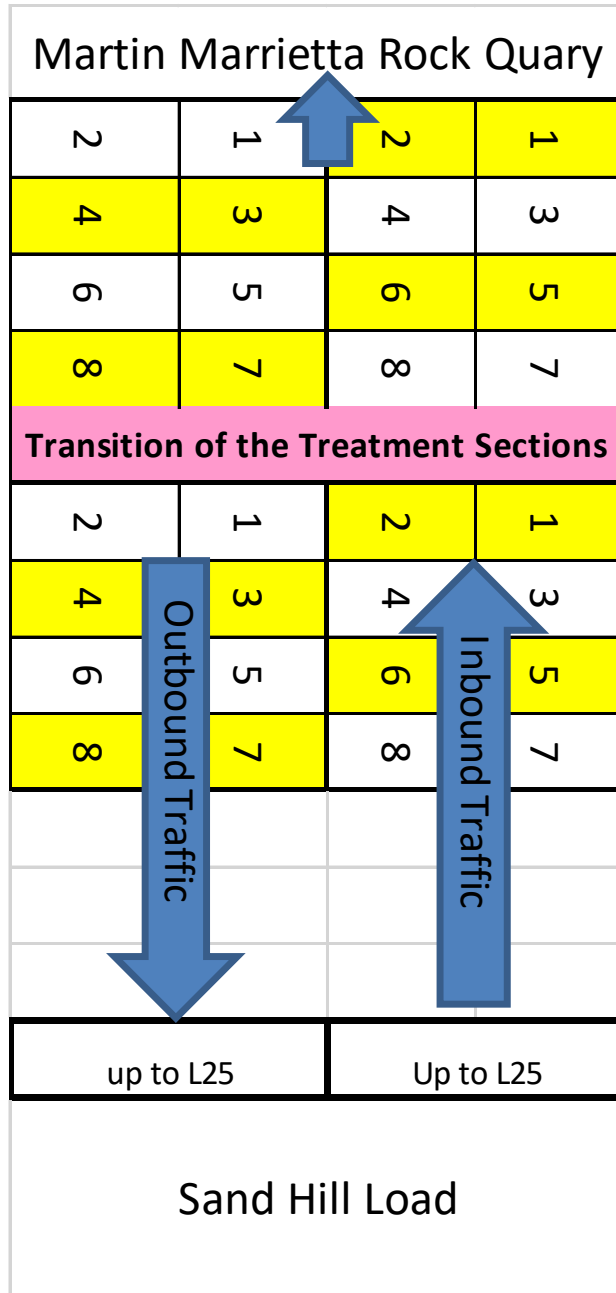 Martin Marrietta Rock Quary
2 1 2 1
4 3 4 3
6 5 6 5
8 7 8 7
Transition of the Treatment Sections
2 1 2 1
4 3 4 3
6 5 6 5
8 7 8 7
Outbound Traffic
Inbound Traffic
up to L25
Up to L25
Sand Hill Load